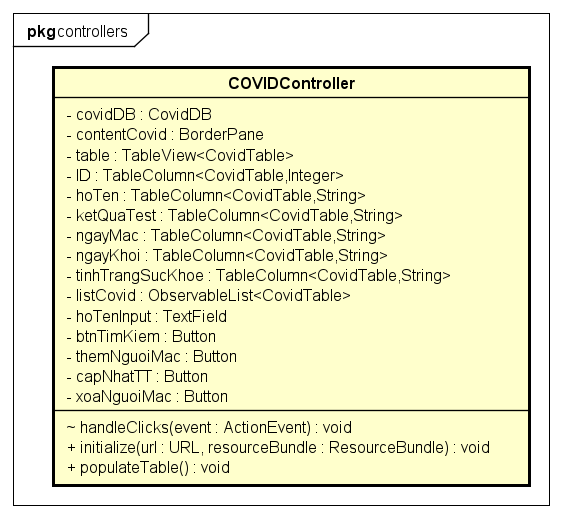 pkg controllers
COVIDController
- covidDB : CovidDB
- contentCovid : BorderPane
- table : TableView<CovidTable>
- ID : TableColumn<CovidTable,Integer>
- hoTen : TableColumn<CovidTable,String>
- ketQuaTest : TableColumn<CovidTable,String>
- ngayMac : TableColumn<CovidTable,String>
- ngayKhoi : TableColumn<CovidTable,String>
- tinhTrangSucKhoe : TableColumn<CovidTable,String>
- listCovid : ObservableList<CovidTable>
- hoTenInput : TextField
- btnTimKiem : Button
- themNguoiMac : Button
- capNhatTT : Button
- xoaNguoiMac : Button
~ handleClicks(event : ActionEvent) : void
+ initialize(url : URL, resourceBundle : ResourceBundle) : void
+ populateTable() : void